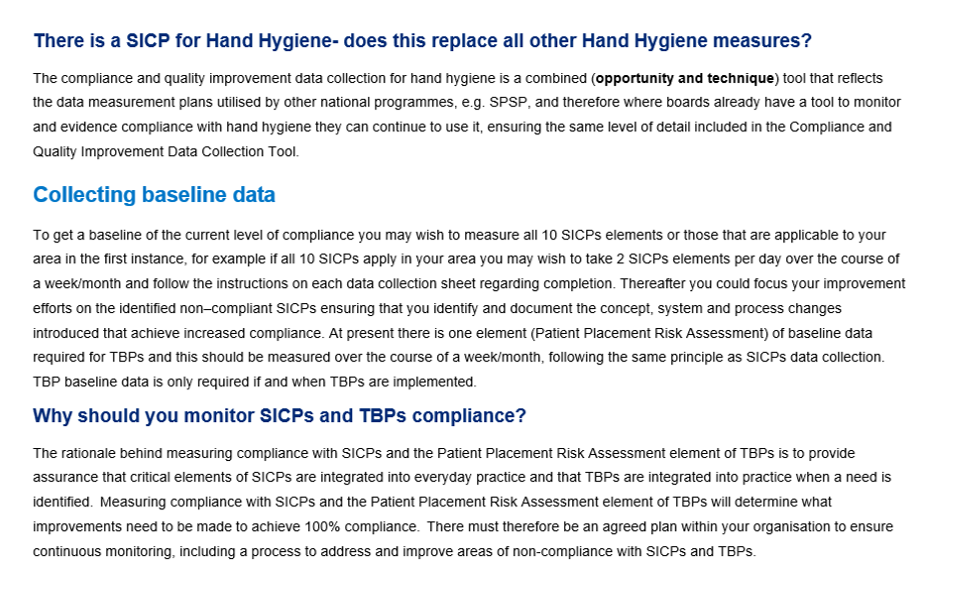 There is a SICP for Hand Hygiene- does this replace all other Hand Hygiene measures?
The compliance and quality improvement data collection for hand hygiene is a combined (opportunity and technique) tool that reflects
the data measurement plans utilised by other national programmes, e.g. SPSP, and therefore where boards already have a tool to monitor
and evidence compliance with hand hygiene they can continue to use it, ensuring the same level of detail included in the Compliance and
Quality Improvement Data Collection Tool.
Collecting baseline data
To get a baseline of the current level of compliance you may wish to measure all 10 SICPs elements or those that are applicable to your
area in the first instance, for example if all 10 SICPs apply in your area you may wish to take 2 SICPs elements per day over the course of
a week/month and follow the instructions on each data collection sheet regarding completion. Thereafter you could focus your improvement
efforts on the identified non–compliant SICPs ensuring that you identify and document the concept, system and process changes
introduced that achieve increased compliance. At present there is one element (Patient Placement Risk Assessment) of baseline data
required for TBPs and this should be measured over the course of a week/month, following the same principle as SICPs data collection.
TBP baseline data is only required if and when TBPs are implemented.
Why should you monitor SICPs and TBPs compliance?
The rationale behind measuring compliance with SICPs and the Patient Placement Risk Assessment element of TBPs is to provide
assurance that critical elements of SICPs are integrated into everyday practice and that TBPs are integrated into practice when a need is
identified. Measuring compliance with SICPs and the Patient Placement Risk Assessment element of TBPs will determine what
improvements need to be made to achieve 100% compliance. There must therefore be an agreed plan within your organisation to ensure
continuous monitoring, including a process to address and improve areas of non-compliance with SICPs and TBPs.